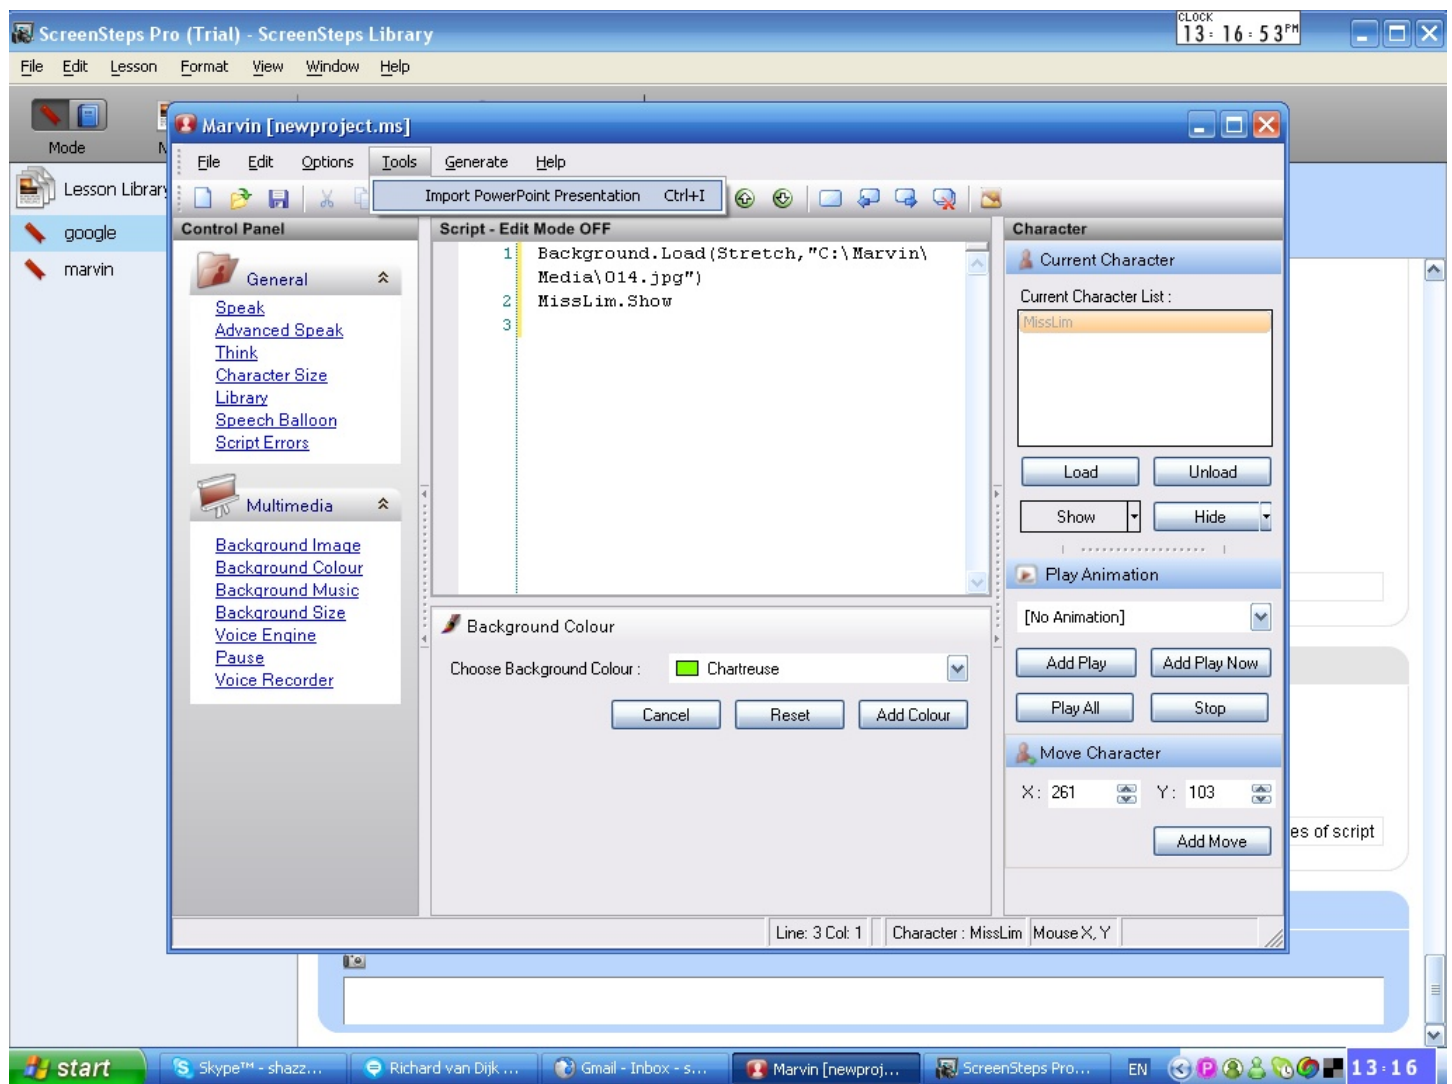 ScreenSteps Pro (Trial) - ScreenSteps Library
CLOCK
13:16:53PM
File Edit Lesson Format View Window Help
Mode
Lesson Library
google
marvin
Marvin [newproject.ms]
File Edit Options Tools Generate Help
Import PowerPoint Presentation Ctrl+I
Control Panel
General
Speak
Advanced Speak
Think
Character Size
Library
Speech Balloon
Script Errors
Multimedia
Background Image
Background Colour
Background Music
Background Size
Voice Engine
Pause
Voice Recorder
Script - Edit Mode OFF
1 Background.Load(Stretch,"C:\Marvin\
Media\014.jpg")
2 MissLim.Show
3
Background Colour
Choose Background Colour : Chartreuse
Cancel Reset Add Colour
Character
Current Character
Current Character List :
MissLim
Load Unload
Show Hide
Play Animation
[No Animation]
Add Play Add Play Now
Play All Stop
Move Character
X: 261 Y: 103
Add Move
es of script
Line: 3 Col: 1 Character : MissLim Mouse X, Y
start Skype™ - shazz... Richard van Dijk ... Gmail - Inbox - s... Marvin [newproj... ScreenSteps Pro... EN 13:16